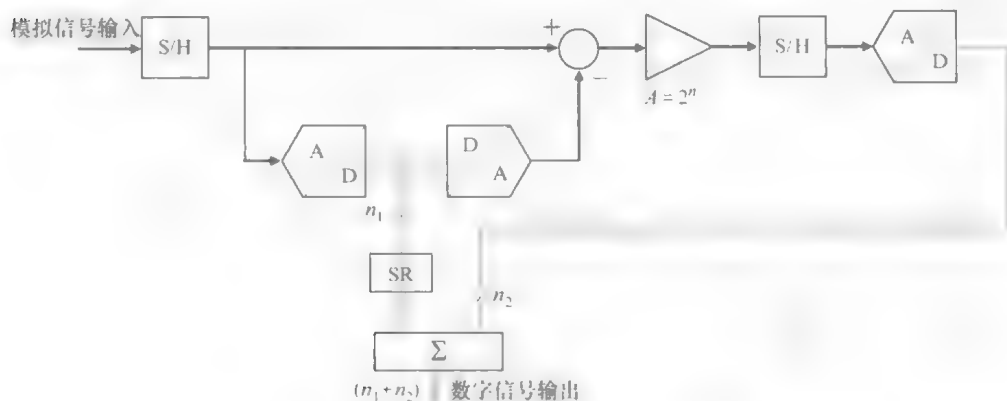 模拟信号输入
S/H
+
−
A = 2ⁿ
S/H
A
D
A
D
D
A
n₁
SR
n₂
Σ
(n₁+n₂)
数字信号输出